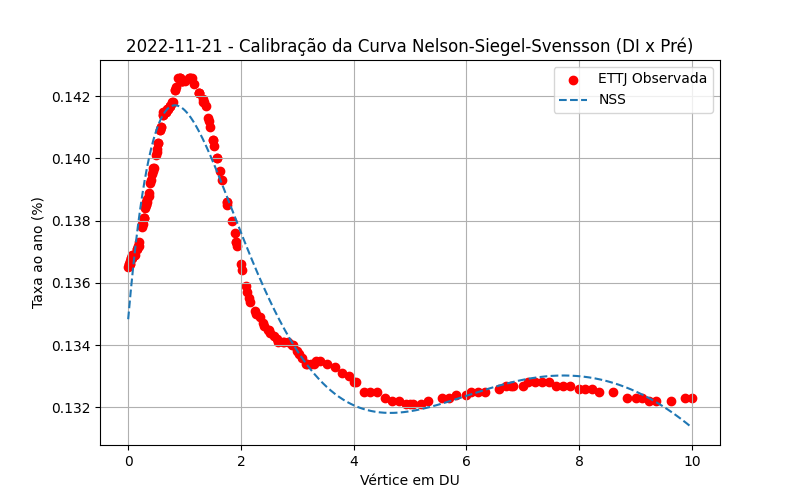 2022-11-21 - Calibração da Curva Nelson-Siegel-Svensson (DI x Pré)
ETTJ Observada
NSS
Taxa ao ano (%)
0.142
0.140
0.138
0.136
0.134
0.132
0 2 4 6 8 10
Vértice em DU